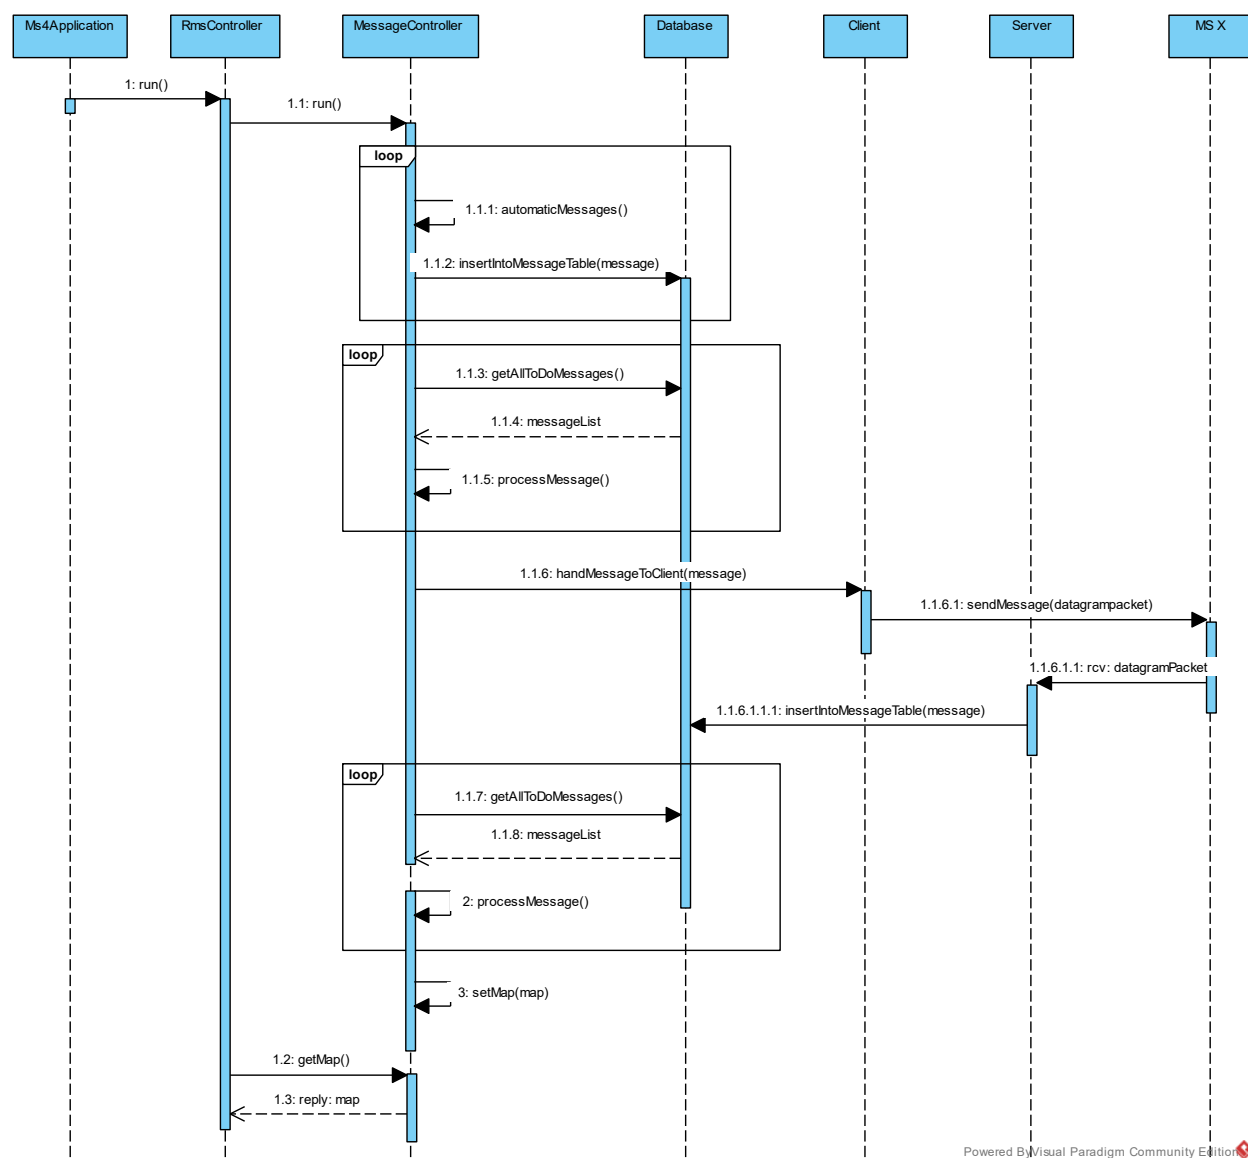 Ms4Application
RmsController
MessageController
Database
Client
Server
MS X
1: run()
1.1: run()
loop
1.1.1: automaticMessages()
1.1.2: insertIntoMessageTable(message)
loop
1.1.3: getAllToDoMessages()
1.1.4: messageList
1.1.5: processMessage()
1.1.6: handMessageToClient(message)
1.1.6.1: sendMessage(datagrampacket)
1.1.6.1.1: rcv: datagramPacket
1.1.6.1.1.1: insertIntoMessageTable(message)
loop
1.1.7: getAllToDoMessages()
1.1.8: messageList
2: processMessage()
3: setMap(map)
1.2: getMap()
1.3: reply: map
Powered By Visual Paradigm Community Edition